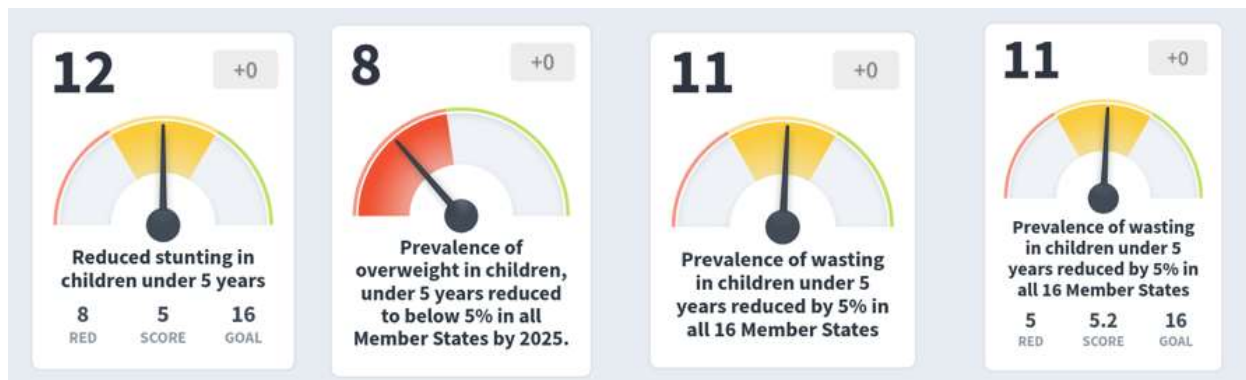 12
+0
Reduced stunting in
children under 5 years
8 5 16
RED SCORE GOAL
8
+0
Prevalence of
overweight in children,
under 5 years reduced
to below 5% in all
Member States by 2025.
11
+0
Prevalence of wasting
in children under 5
years reduced by 5% in
all 16 Member States
11
+0
Prevalence of wasting
in children under 5
years reduced by 5% in
all 16 Member States
5 5.2 16
RED SCORE GOAL